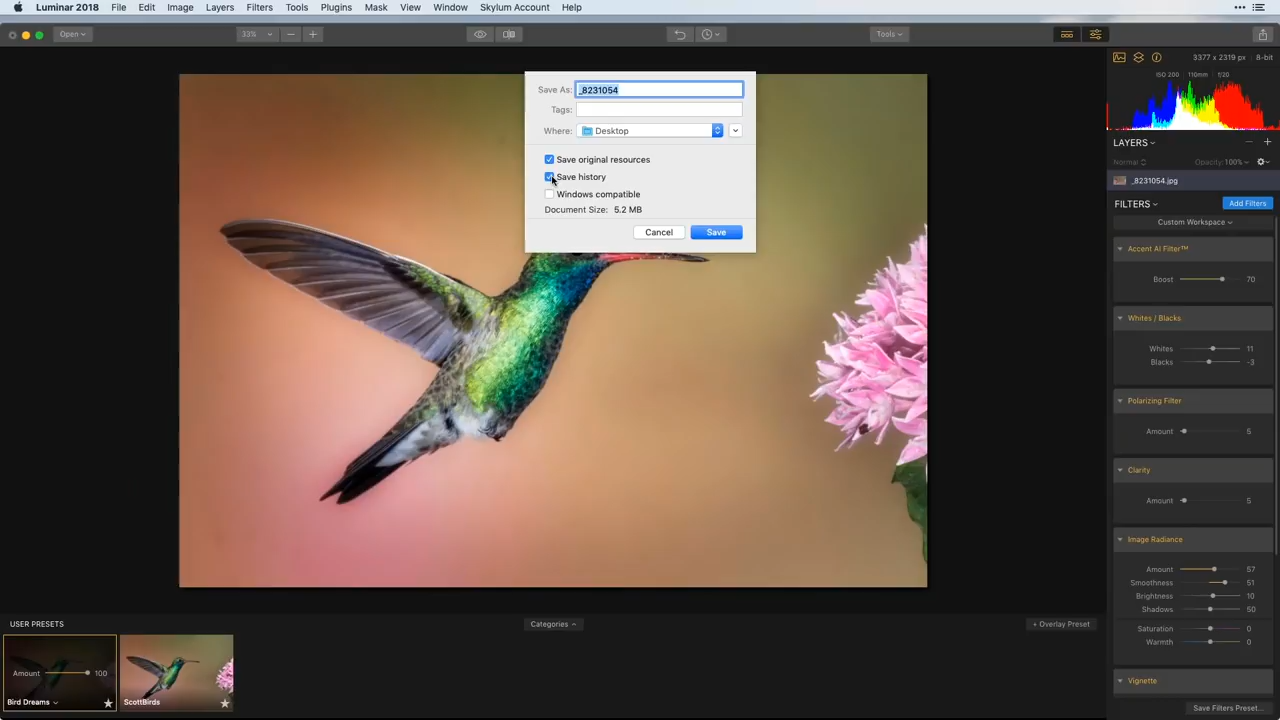 Luminar 2018 File Edit Image Layers Filters Tools Plugins Mask View Window Skylum Account Help
Open 33% Tools
3377 x 2319 px 8-bit
ISO 200 110mm f/20
Save As: _8231054
Tags:
Where: Desktop
Save original resources
Save history
Windows compatible
Document Size: 5.2 MB
Cancel Save
LAYERS
Normal Opacity: 100%
_8231054.jpg
FILTERS Add Filters
Custom Workspace
Accent AI Filter™
Boost 70
Whites / Blacks
Whites 11
Blacks -3
Polarizing Filter
Amount 5
Clarity
Amount 5
Image Radiance
Amount 57
Smoothness 51
Brightness 10
Shadows 50
Saturation 0
Warmth 0
Vignette
Save Filters Preset...
USER PRESETS Categories + Overlay Preset
Amount 100
Bird Dreams
ScottBirds